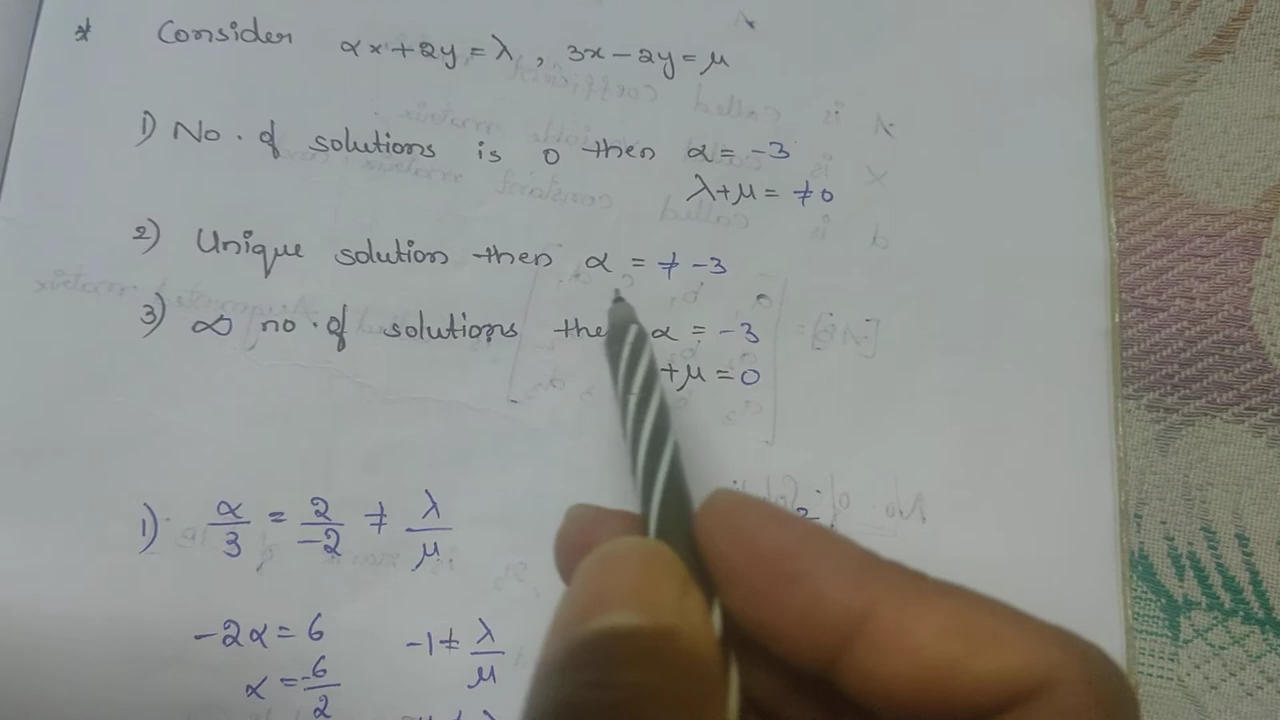 * Consider αx+2y=λ, 3x-2y=μ
1) No. of solutions is 0 then α = -3
λ+μ = ≠0
2) Unique solution then α = ≠ -3
3) ∞ no. of solutions the α = -3
+μ = 0
1) α/3 = 2/-2 ≠ λ/μ
-2α = 6 -1 ≠ λ/μ
α = -6/2